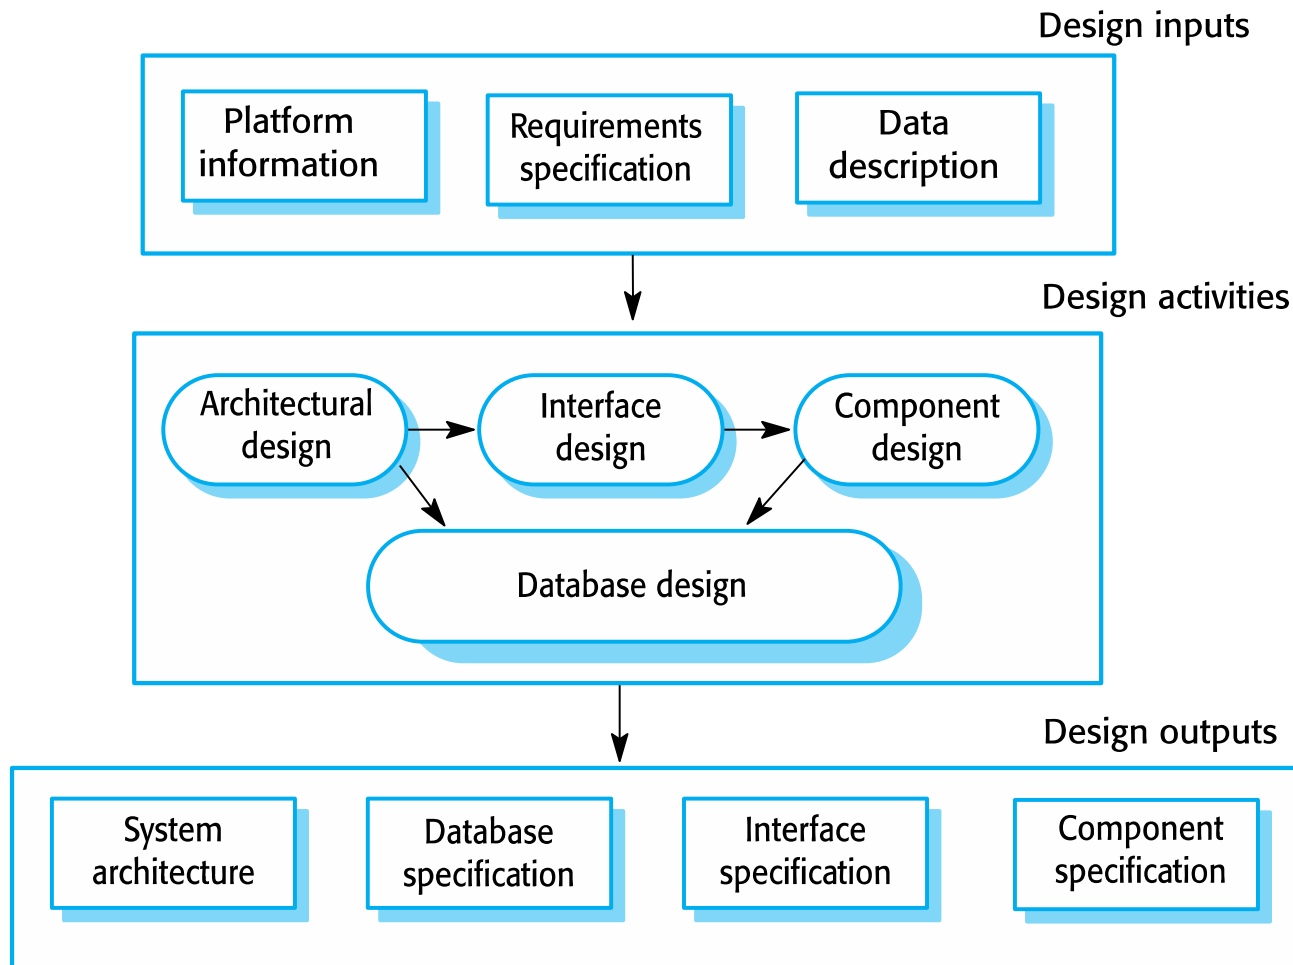 Design inputs
Platform
information
Requirements
specification
Data
description
Design activities
Architectural
design
Interface
design
Component
design
Database design
Design outputs
System
architecture
Database
specification
Interface
specification
Component
specification